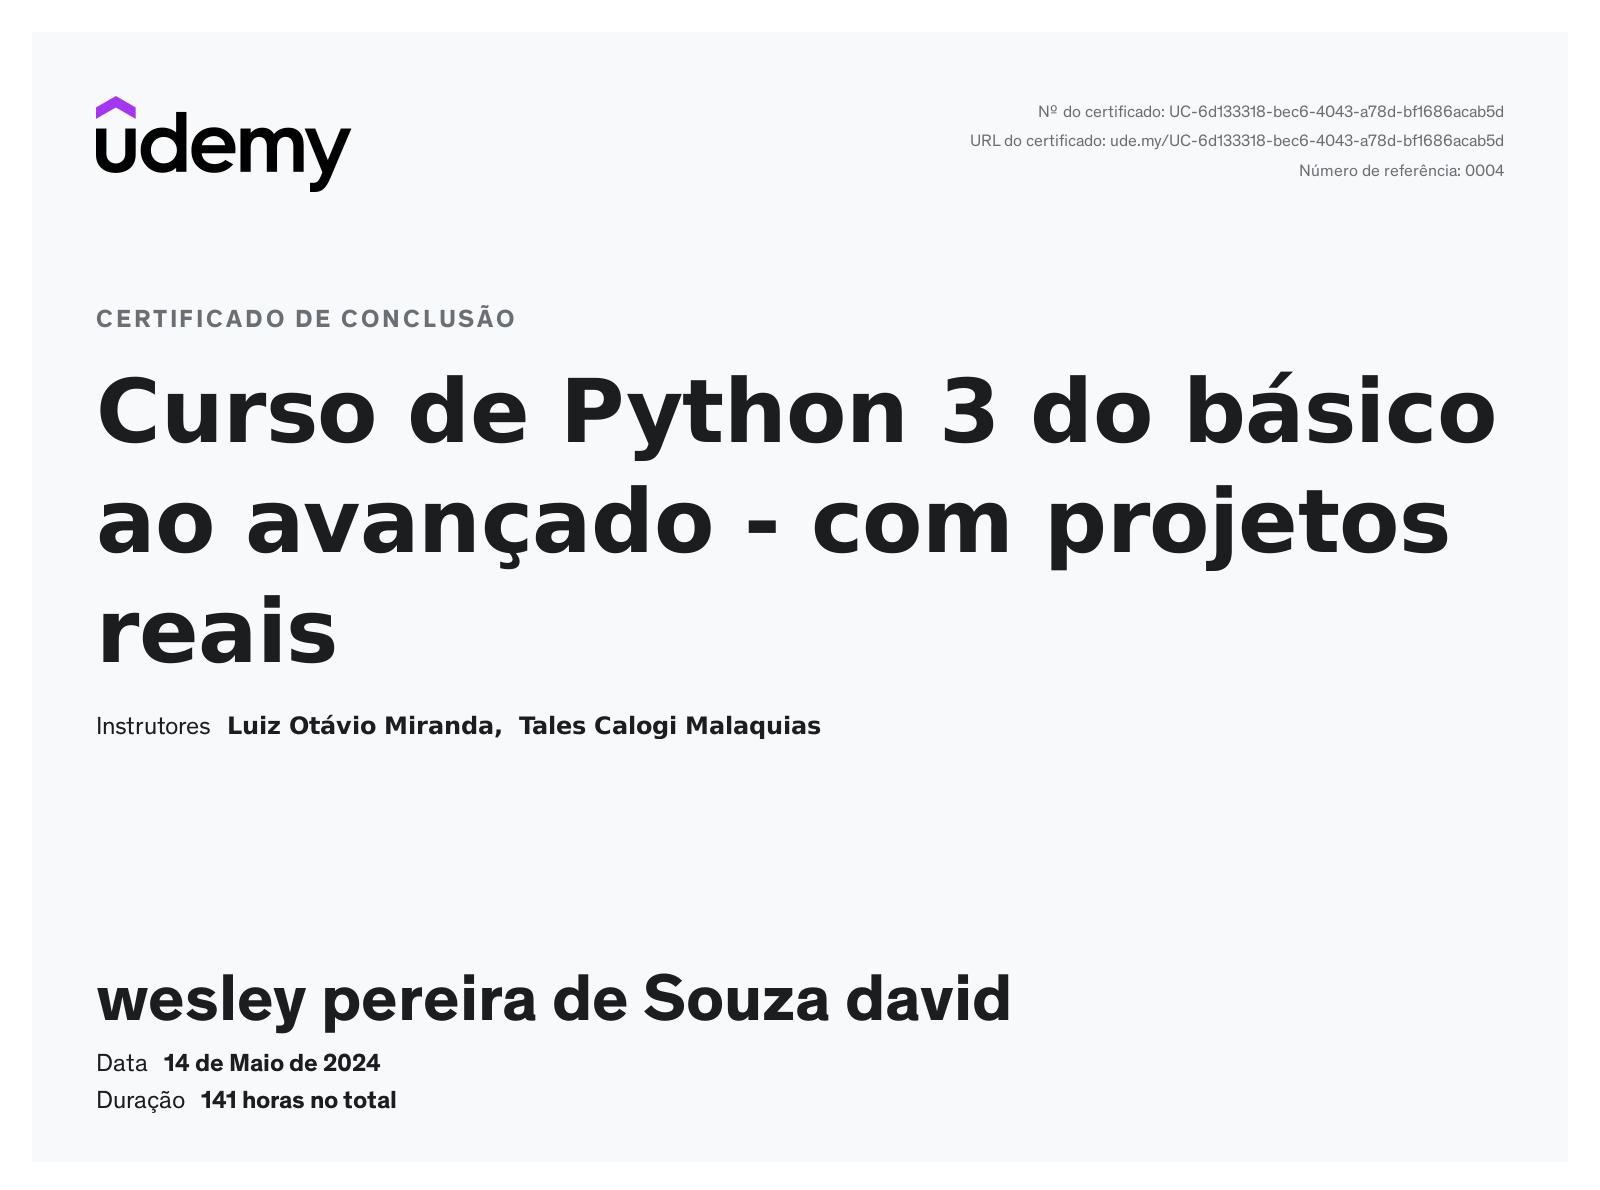 udemy
Nº do certificado: UC-6d133318-bec6-4043-a78d-bf1686acab5d
URL do certificado: ude.my/UC-6d133318-bec6-4043-a78d-bf1686acab5d
Número de referência: 0004
CERTIFICADO DE CONCLUSÃO
Curso de Python 3 do básico
ao avançado - com projetos
reais
Instrutores Luiz Otávio Miranda, Tales Calogi Malaquias
wesley pereira de Souza david
Data 14 de Maio de 2024
Duração 141 horas no total